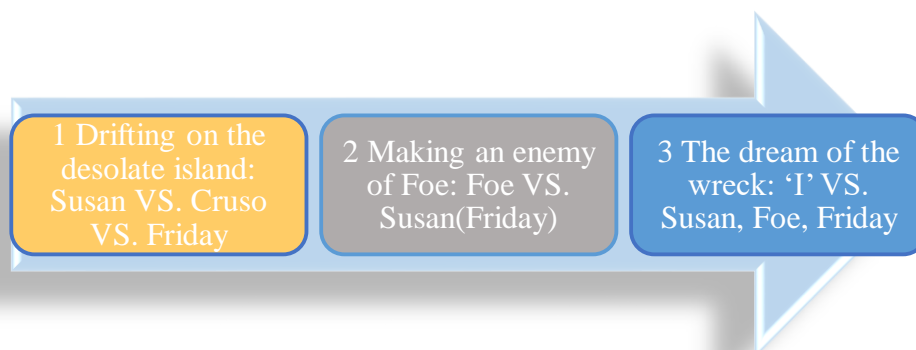 1 Drifting on the
desolate island:
Susan VS. Cruso
VS. Friday
2 Making an enemy
of Foe: Foe VS.
Susan(Friday)
3 The dream of the
wreck: ‘I’ VS.
Susan, Foe, Friday